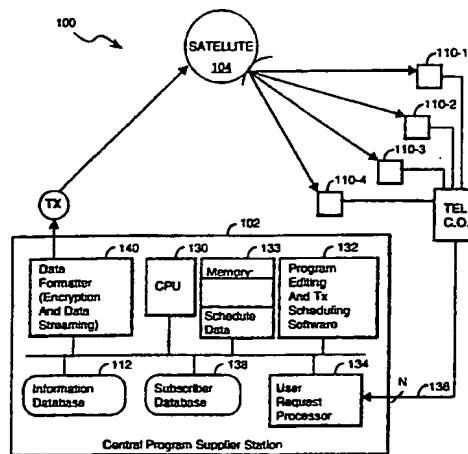 100
SATELLITE
104
110-1
110-2
110-3
110-4
TEL
C.O.
TX
102
140
130
133
132
Data
Formatter
(Encryption
And Data
Streaming)
CPU
Memory
Schedule
Data
Program
Editing
And Tx
Scheduling
Software
112
138
134
N
136
Information
Database
Subscriber
Database
User
Request
Processor
Central Program Supplier Station